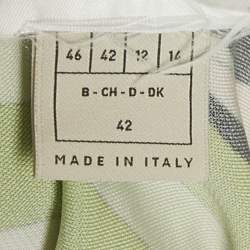 46 42 12 14
B - CH - D - DK
42
MADE IN ITALY